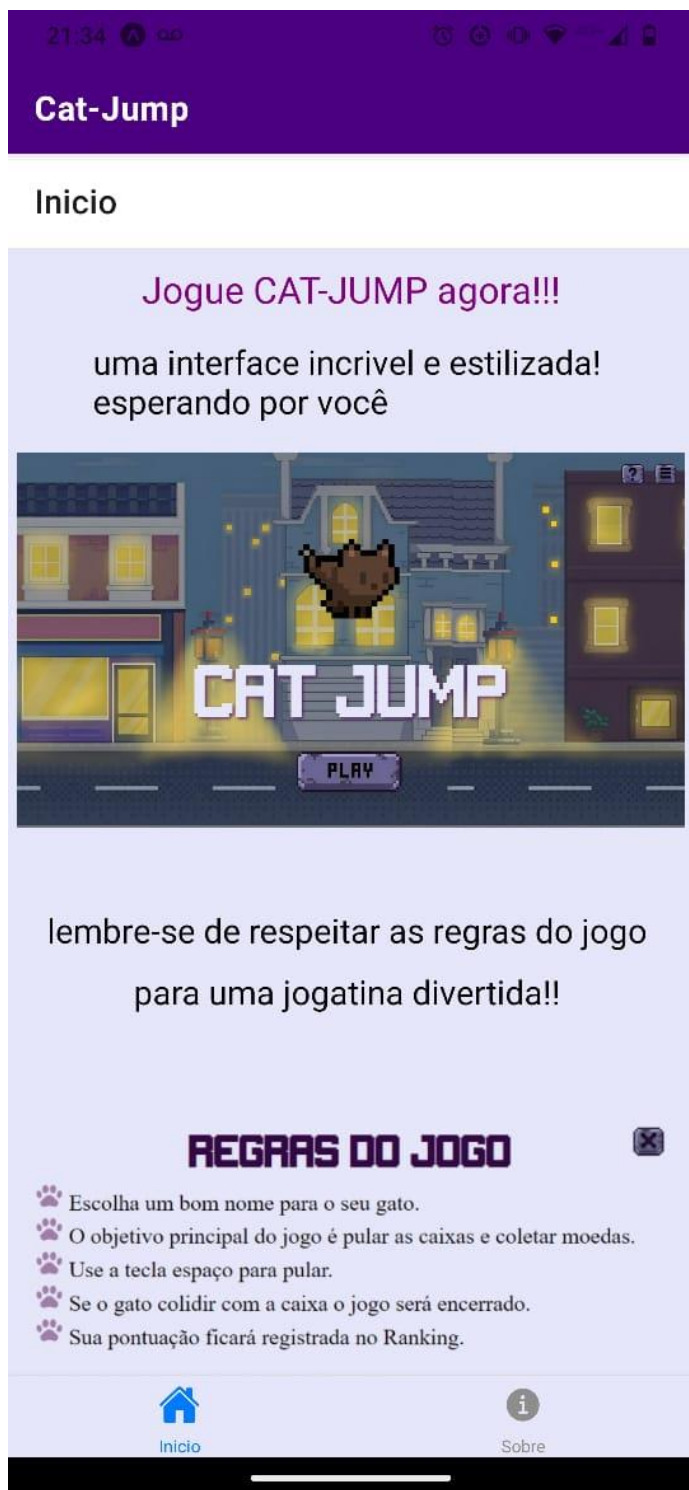 21:34
Cat-Jump
Inicio
Jogue CAT-JUMP agora!!!
uma interface incrivel e estilizada!
esperando por você
?
CAT JUMP
PLAY
lembre-se de respeitar as regras do jogo
para uma jogatina divertida!!
REGRAS DO JOGO
Escolha um bom nome para o seu gato.
O objetivo principal do jogo é pular as caixas e coletar moedas.
Use a tecla espaço para pular.
Se o gato colidir com a caixa o jogo será encerrado.
Sua pontuação ficará registrada no Ranking.
Inicio
Sobre